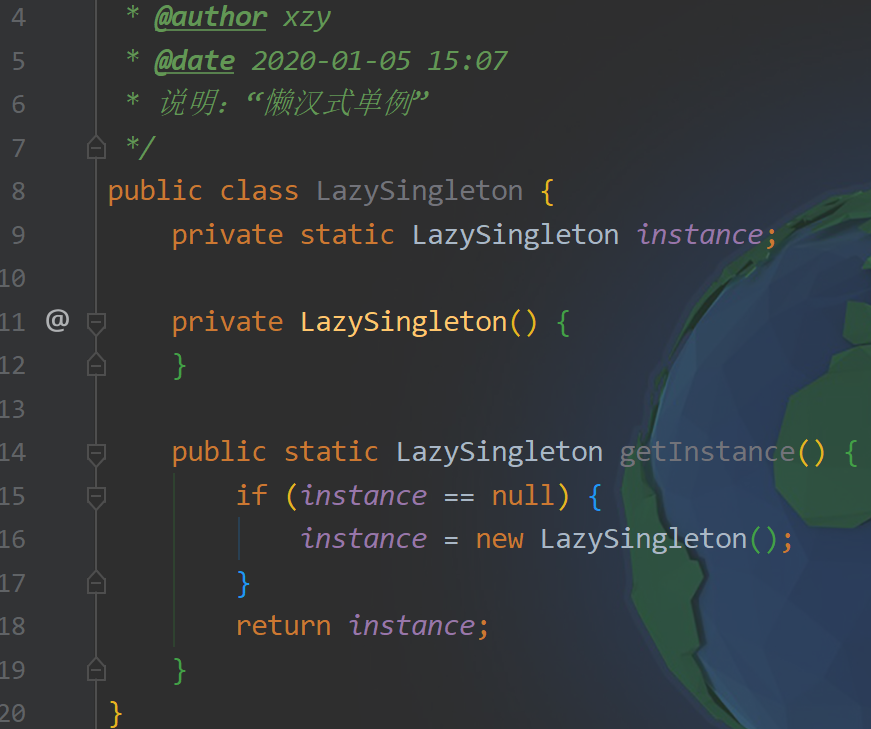 4 * @author xzy
5 * @date 2020-01-05 15:07
6 * 说明：“懒汉式单例”
7 */
8 public class LazySingleton {
9 private static LazySingleton instance;
10
11 @ private LazySingleton() {
12 }
13
14 public static LazySingleton getInstance() {
15 if (instance == null) {
16 instance = new LazySingleton();
17 }
18 return instance;
19 }
20 }